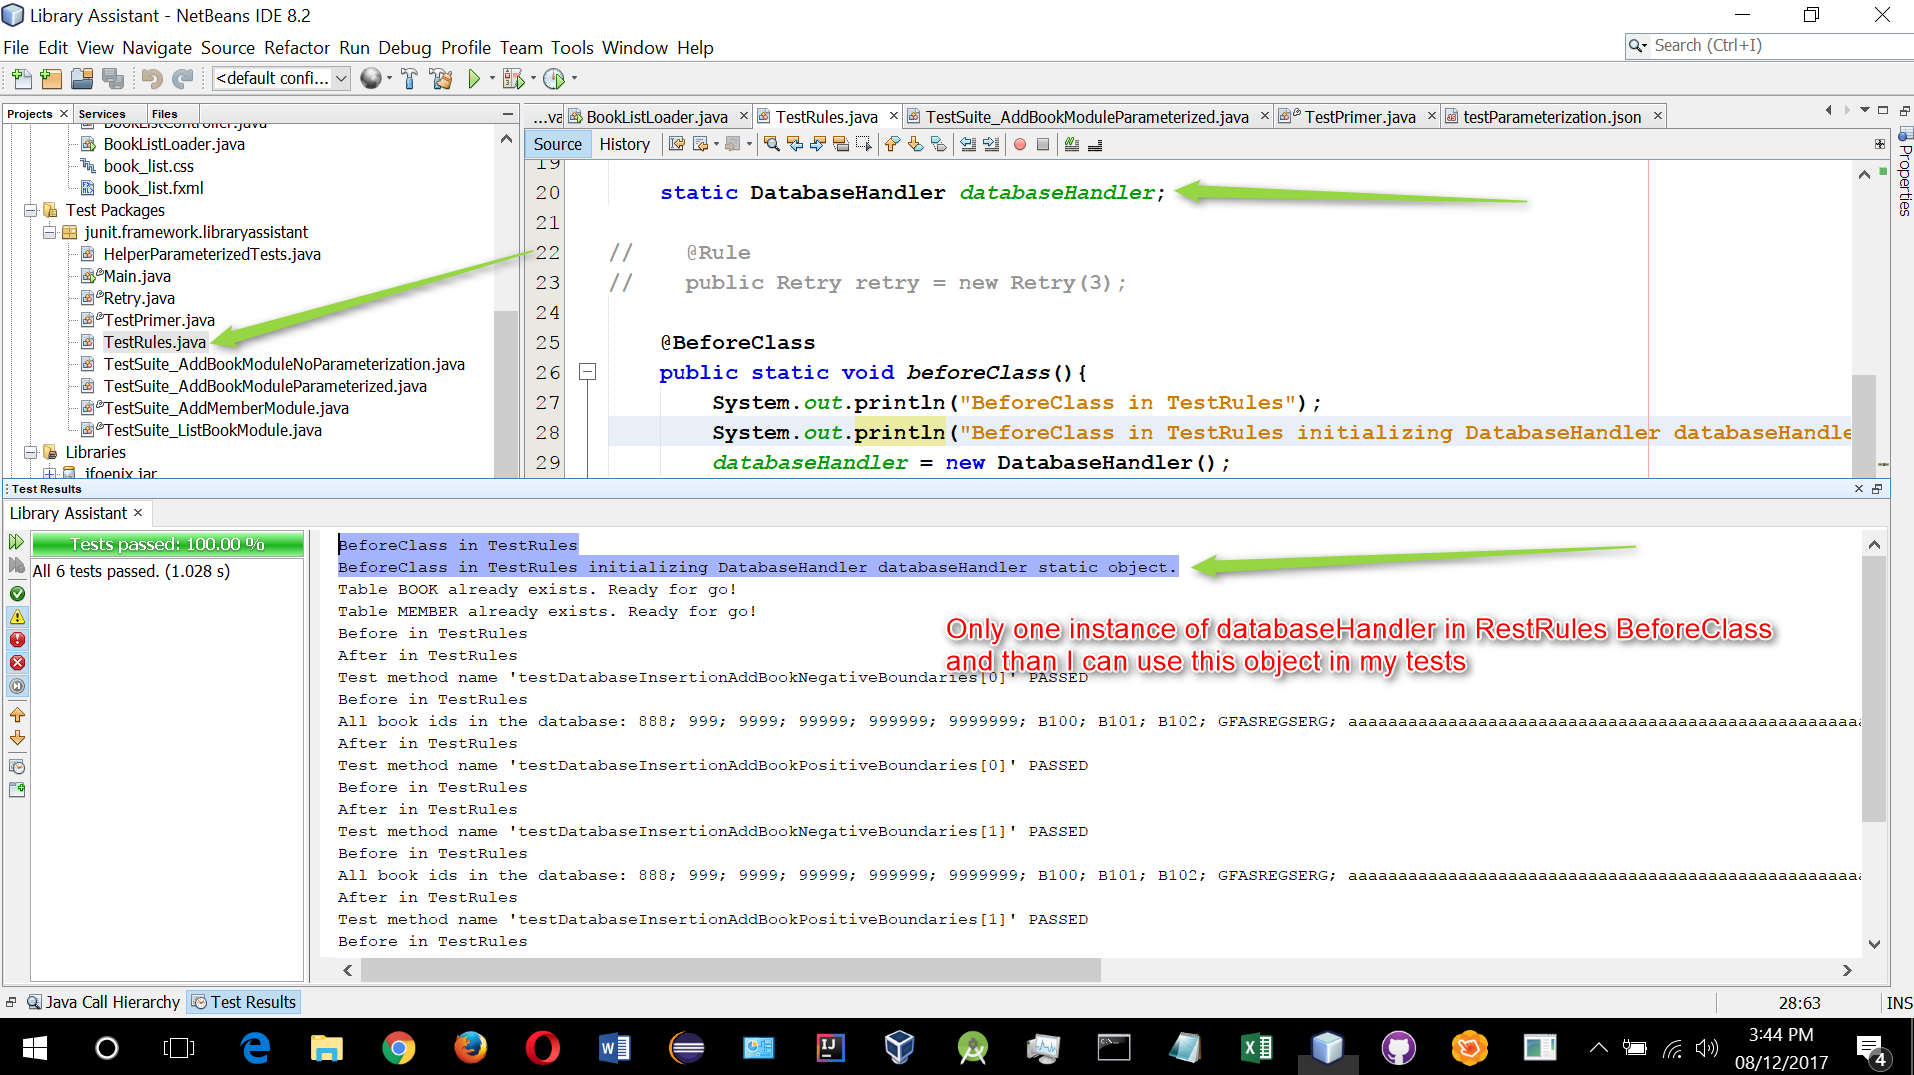 Library Assistant - NetBeans IDE 8.2
File Edit View Navigate Source Refactor Run Debug Profile Team Tools Window Help
Search (Ctrl+I)
<default confi...
Projects Services Files
BookListController.java
BookListLoader.java
book_list.css
book_list.fxml
Test Packages
junit.framework.libraryassistant
HelperParameterizedTests.java
Main.java
Retry.java
TestPrimer.java
TestRules.java
TestSuite_AddBookModuleNoParameterization.java
TestSuite_AddBookModuleParameterized.java
TestSuite_AddMemberModule.java
TestSuite_ListBookModule.java
Libraries
jfoenix.jar
...va BookListLoader.java TestRules.java TestSuite_AddBookModuleParameterized.java TestPrimer.java testParameterization.json
Source History
Properties
19
20 static DatabaseHandler databaseHandler;
21
22 // @Rule
23 // public Retry retry = new Retry(3);
24
25 @BeforeClass
26 public static void beforeClass(){
27 System.out.println("BeforeClass in TestRules");
28 System.out.println("BeforeClass in TestRules initializing DatabaseHandler databaseHandle
29 databaseHandler = new DatabaseHandler();
Test Results
Library Assistant
Tests passed: 100.00 %
All 6 tests passed. (1.028 s)
BeforeClass in TestRules
BeforeClass in TestRules initializing DatabaseHandler databaseHandler static object.
Table BOOK already exists. Ready for go!
Table MEMBER already exists. Ready for go!
Before in TestRules
After in TestRules
Test method name 'testDatabaseInsertionAddBookNegativeBoundaries[0]' PASSED
Before in TestRules
All book ids in the database: 888; 999; 9999; 99999; 999999; 9999999; B100; B101; B102; GFASREGSERG; aaaaaaaaaaaaaaaaaaaaaaaaaaaaaaaaaaaaaaaaaaaaaaaaaaa
After in TestRules
Test method name 'testDatabaseInsertionAddBookPositiveBoundaries[0]' PASSED
Before in TestRules
After in TestRules
Test method name 'testDatabaseInsertionAddBookNegativeBoundaries[1]' PASSED
Before in TestRules
All book ids in the database: 888; 999; 9999; 99999; 999999; 9999999; B100; B101; B102; GFASREGSERG; aaaaaaaaaaaaaaaaaaaaaaaaaaaaaaaaaaaaaaaaaaaaaaaaaaa
After in TestRules
Test method name 'testDatabaseInsertionAddBookPositiveBoundaries[1]' PASSED
Before in TestRules
Only one instance of databaseHandler in RestRules BeforeClass
and than I can use this object in my tests
Java Call Hierarchy Test Results
28:63 INS
3:44 PM
08/12/2017
4